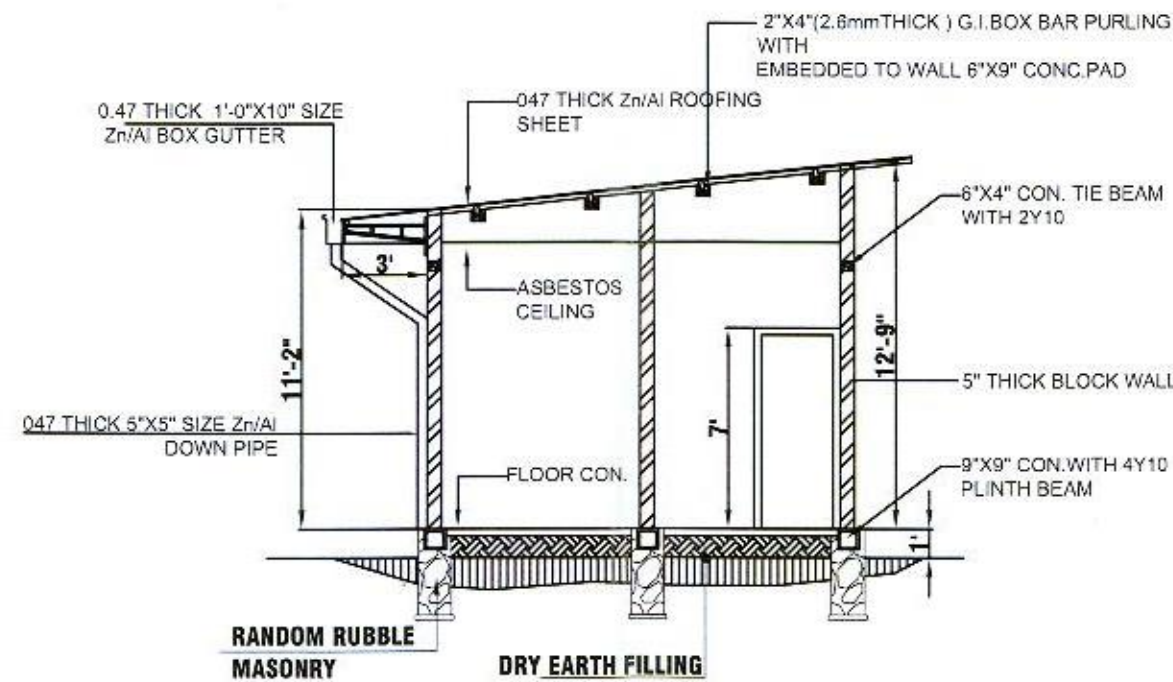 2"X4"(2.6mmTHICK ) G.I.BOX BAR PURLING
WITH
EMBEDDED TO WALL 6"X9" CONC.PAD
0.47 THICK 1'-0"X10" SIZE
Zn/Al BOX GUTTER
047 THICK Zn/Al ROOFING
SHEET
6"X4" CON. TIE BEAM
WITH 2Y10
3'
ASBESTOS
CEILING
11'-2"
12'-9"
5" THICK BLOCK WALL
7'
047 THICK 5"X5" SIZE Zn/Al
DOWN PIPE
FLOOR CON.
9"X9" CON.WITH 4Y10
PLINTH BEAM
1'
RANDOM RUBBLE
MASONRY
DRY EARTH FILLING